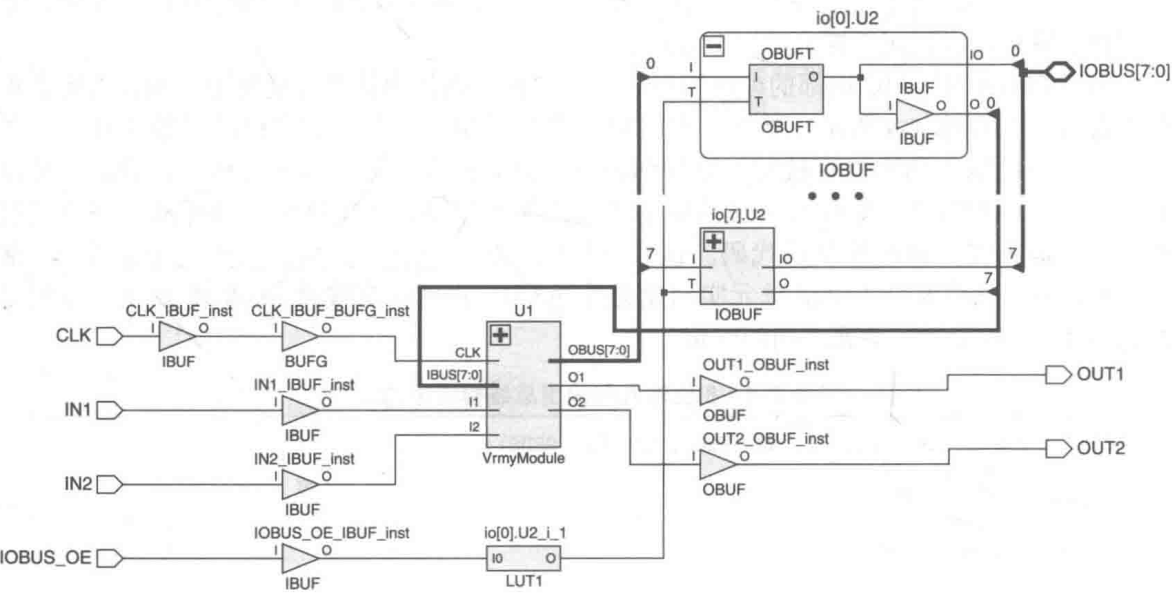 io[0].U2
OBUFT
I O
T
OBUFT
IBUF
I O
IBUF
IO
O
I
T
0
0
0
IOBUS[7:0]
IOBUF
• • •
io[7].U2
7
I
T
IO
O
7
7
IOBUF
CLK
CLK_IBUF_inst
I O
IBUF
CLK_IBUF_BUFG_inst
I O
BUFG
U1
CLK
IBUS[7:0]
I1
I2
OBUS[7:0]
O1
O2
VrmyModule
IN1
IN1_IBUF_inst
I O
IBUF
IN2
IN2_IBUF_inst
I O
IBUF
OUT1_OBUF_inst
I O
OBUF
OUT1
OUT2_OBUF_inst
I O
OBUF
OUT2
IOBUS_OE
IOBUS_OE_IBUF_inst
I O
IBUF
io[0].U2_i_1
I0 O
LUT1